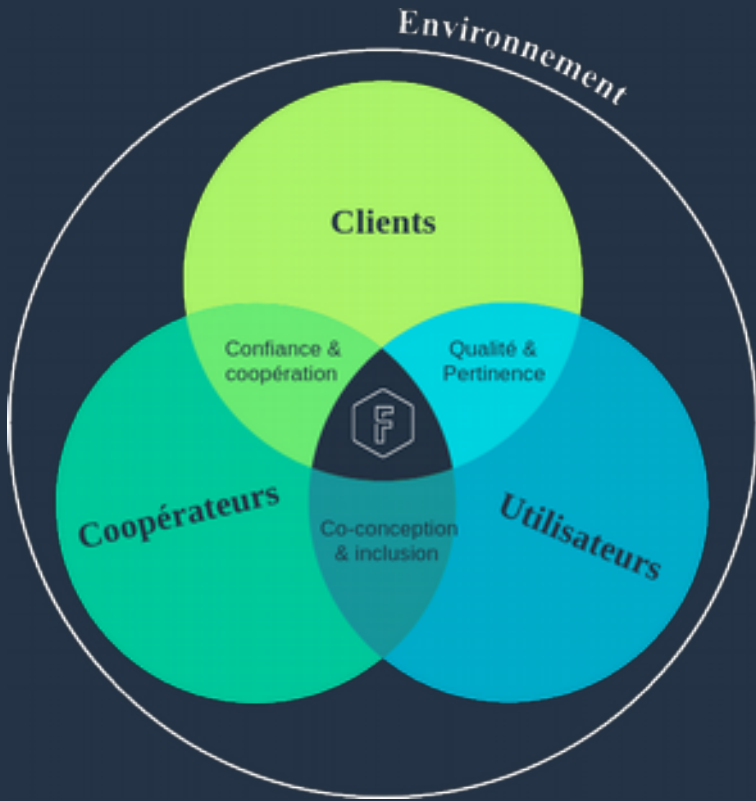 Environnement
Clients
Confiance &
coopération
Qualité &
Pertinence
F
Coopérateurs
Utilisateurs
Co-conception
& inclusion